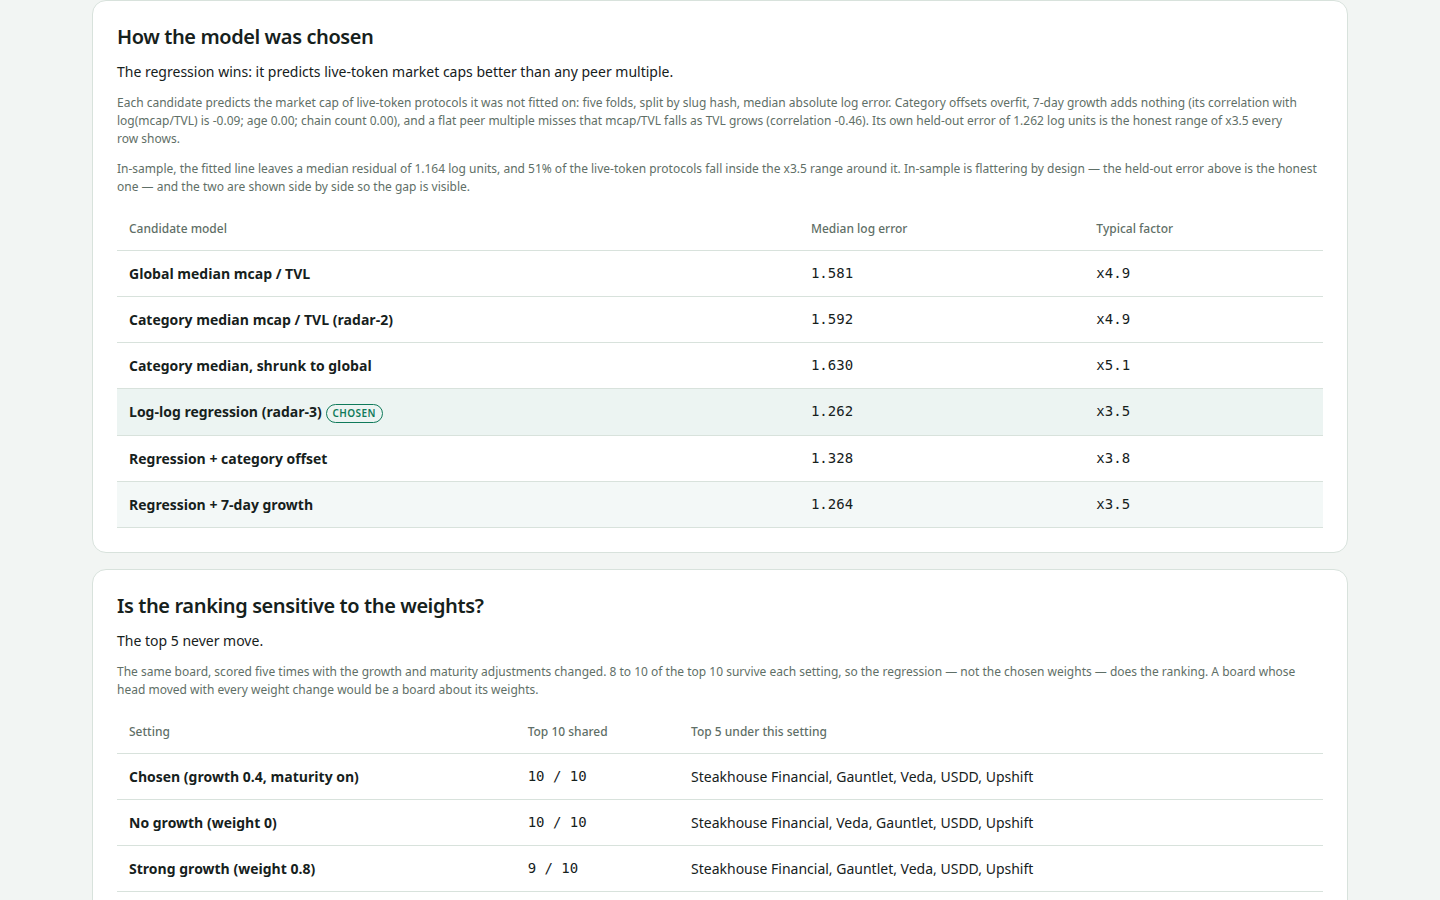 How the model was chosen
The regression wins: it predicts live-token market caps better than any peer multiple.
Each candidate predicts the market cap of live-token protocols it was not fitted on: five folds, split by slug hash, median absolute log error. Category offsets overfit, 7-day growth adds nothing (its correlation with
log(mcap/TVL) is -0.09; age 0.00; chain count 0.00), and a flat peer multiple misses that mcap/TVL falls as TVL grows (correlation -0.46). Its own held-out error of 1.262 log units is the honest range of x3.5 every
row shows.
In-sample, the fitted line leaves a median residual of 1.164 log units, and 51% of the live-token protocols fall inside the x3.5 range around it. In-sample is flattering by design — the held-out error above is the honest
one — and the two are shown side by side so the gap is visible.
Candidate model Median log error Typical factor
Global median mcap / TVL 1.581 x4.9
Category median mcap / TVL (radar-2) 1.592 x4.9
Category median, shrunk to global 1.630 x5.1
Log-log regression (radar-3) CHOSEN 1.262 x3.5
Regression + category offset 1.328 x3.8
Regression + 7-day growth 1.264 x3.5
Is the ranking sensitive to the weights?
The top 5 never move.
The same board, scored five times with the growth and maturity adjustments changed. 8 to 10 of the top 10 survive each setting, so the regression — not the chosen weights — does the ranking. A board whose
head moved with every weight change would be a board about its weights.
Setting Top 10 shared Top 5 under this setting
Chosen (growth 0.4, maturity on) 10 / 10 Steakhouse Financial, Gauntlet, Veda, USDD, Upshift
No growth (weight 0) 10 / 10 Steakhouse Financial, Veda, Gauntlet, USDD, Upshift
Strong growth (weight 0.8) 9 / 10 Steakhouse Financial, Gauntlet, Veda, USDD, Upshift